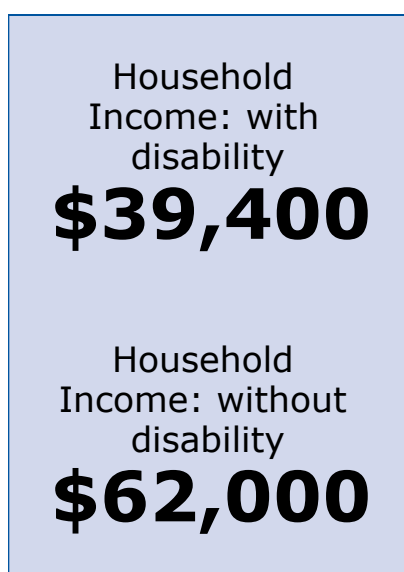 Household
Income: with
disability
$39,400
Household
Income: without
disability
$62,000